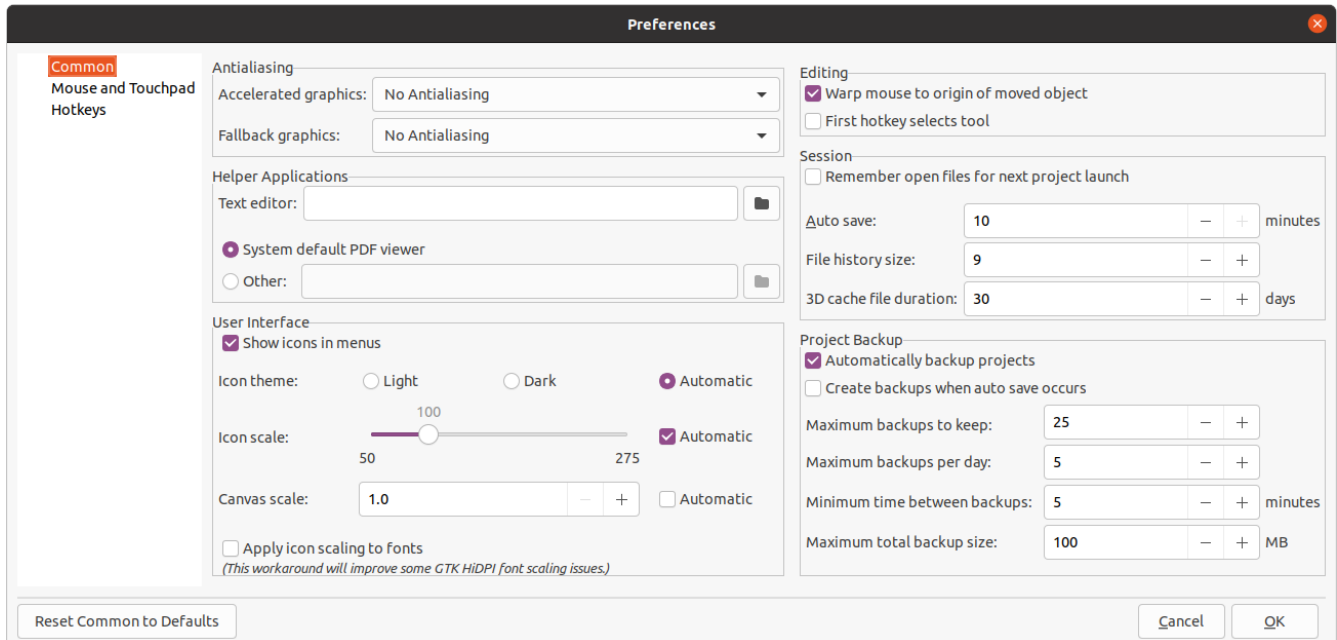 Preferences
Common
Mouse and Touchpad
Hotkeys
Antialiasing
Accelerated graphics: No Antialiasing
Fallback graphics: No Antialiasing
Helper Applications
Text editor:
System default PDF viewer
Other:
User Interface
Show icons in menus
Icon theme: Light Dark Automatic
100
Icon scale: Automatic
50 275
Canvas scale: 1.0 − + Automatic
Apply icon scaling to fonts
(This workaround will improve some GTK HiDPI font scaling issues.)
Editing
Warp mouse to origin of moved object
First hotkey selects tool
Session
Remember open files for next project launch
Auto save: 10 − + minutes
File history size: 9 − +
3D cache file duration: 30 − + days
Project Backup
Automatically backup projects
Create backups when auto save occurs
Maximum backups to keep: 25 − +
Maximum backups per day: 5 − +
Minimum time between backups: 5 − + minutes
Maximum total backup size: 100 − + MB
Reset Common to Defaults
Cancel OK